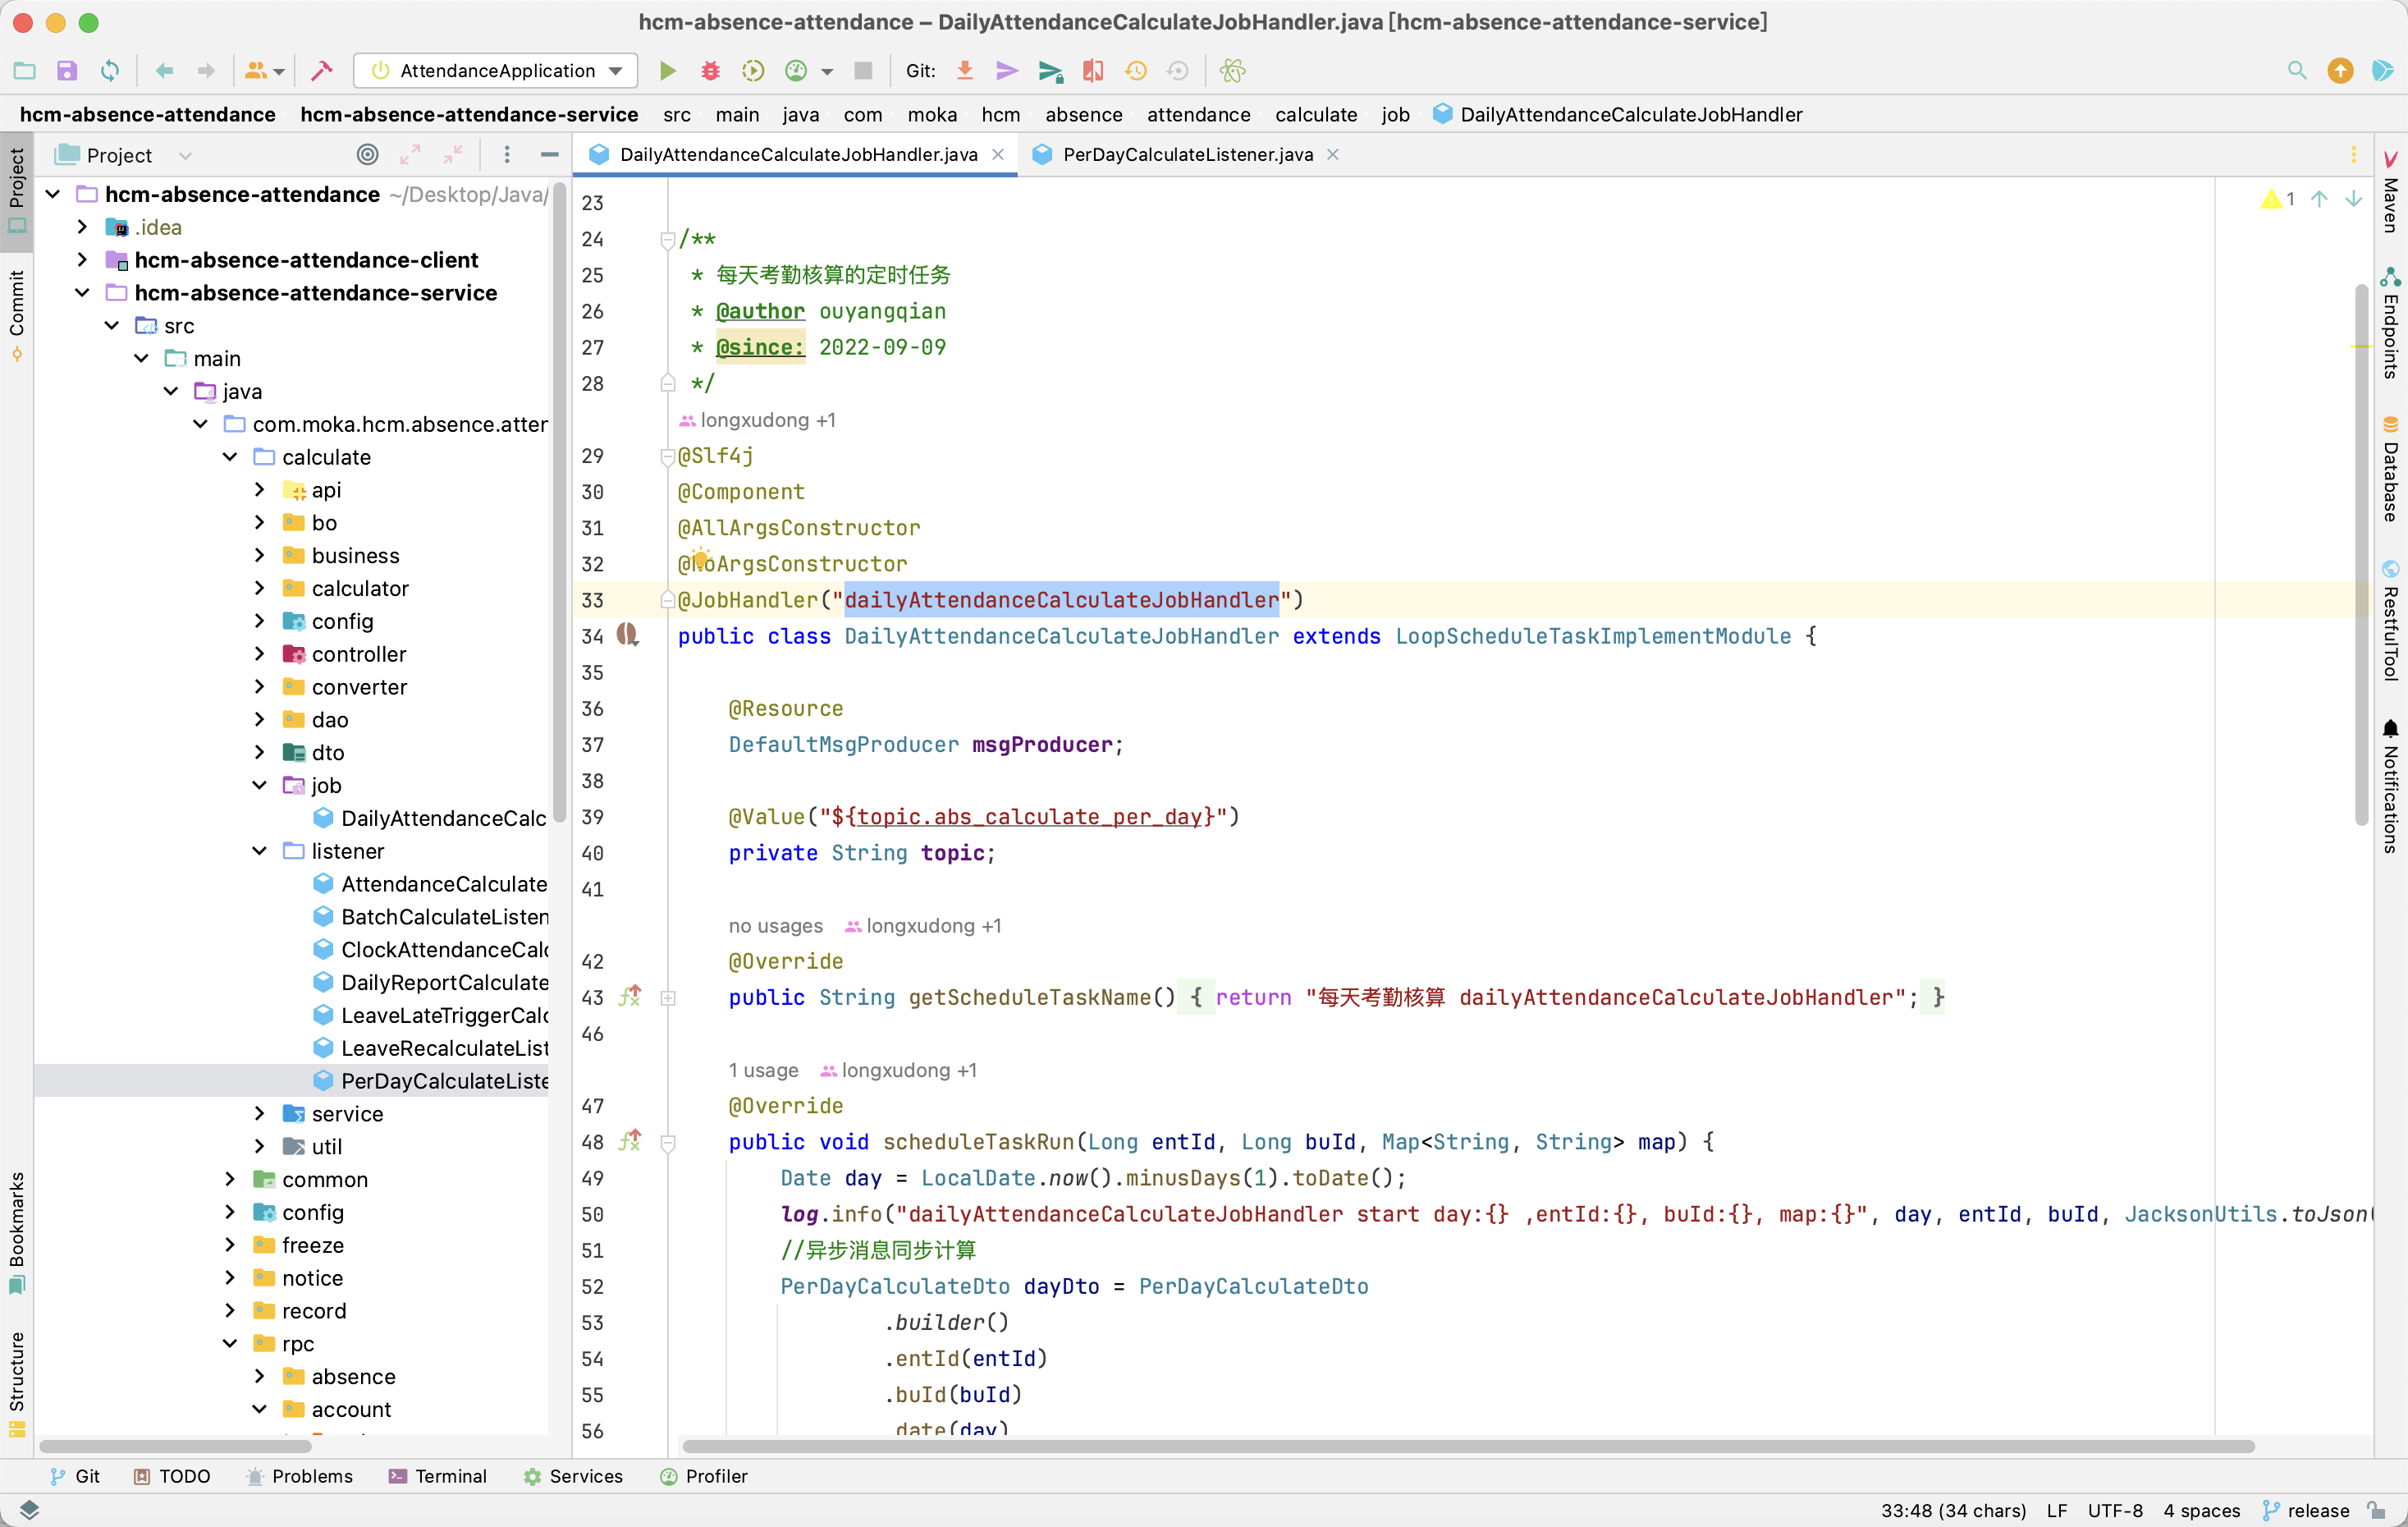 hcm-absence-attendance – DailyAttendanceCalculateJobHandler.java [hcm-absence-attendance-service]
AttendanceApplication
Git:
hcm-absence-attendance hcm-absence-attendance-service src main java com moka hcm absence attendance calculate job DailyAttendanceCalculateJobHandler
Project
Commit
Bookmarks
Structure
Project
hcm-absence-attendance ~/Desktop/Java/
.idea
hcm-absence-attendance-client
hcm-absence-attendance-service
src
main
java
com.moka.hcm.absence.atter
calculate
api
bo
business
calculator
config
controller
converter
dao
dto
job
DailyAttendanceCalc
listener
AttendanceCalculate
BatchCalculateListen
ClockAttendanceCalc
DailyReportCalculate
LeaveLateTriggerCalc
LeaveRecalculateList
PerDayCalculateListe
service
util
common
config
freeze
notice
record
rpc
absence
account
DailyAttendanceCalculateJobHandler.java PerDayCalculateListener.java
1
23
24 /**
25 * 每天考勤核算的定时任务
26 * @author ouyangqian
27 * @since: 2022-09-09
28 */
longxudong +1
29 @Slf4j
30 @Component
31 @AllArgsConstructor
32 @NoArgsConstructor
33 @JobHandler("dailyAttendanceCalculateJobHandler")
34 public class DailyAttendanceCalculateJobHandler extends LoopScheduleTaskImplementModule {
35
36 @Resource
37 DefaultMsgProducer msgProducer;
38
39 @Value("${topic.abs_calculate_per_day}")
40 private String topic;
41
no usages longxudong +1
42 @Override
43 public String getScheduleTaskName() { return "每天考勤核算 dailyAttendanceCalculateJobHandler"; }
46
1 usage longxudong +1
47 @Override
48 public void scheduleTaskRun(Long entId, Long buId, Map<String, String> map) {
49 Date day = LocalDate.now().minusDays(1).toDate();
50 log.info("dailyAttendanceCalculateJobHandler start day:{} ,entId:{}, buId:{}, map:{}", day, entId, buId, JacksonUtils.toJson(
51 //异步消息同步计算
52 PerDayCalculateDto dayDto = PerDayCalculateDto
53 .builder()
54 .entId(entId)
55 .buId(buId)
56 .date(day)
Maven
Endpoints
Database
RestfulTool
Notifications
Git TODO Problems Terminal Services Profiler
33:48 (34 chars) LF UTF-8 4 spaces release